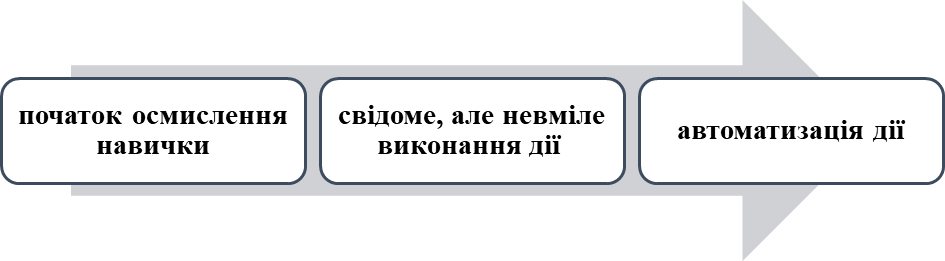 початок осмислення
навички
свідоме, але невміле
виконання дії
автоматизація дії